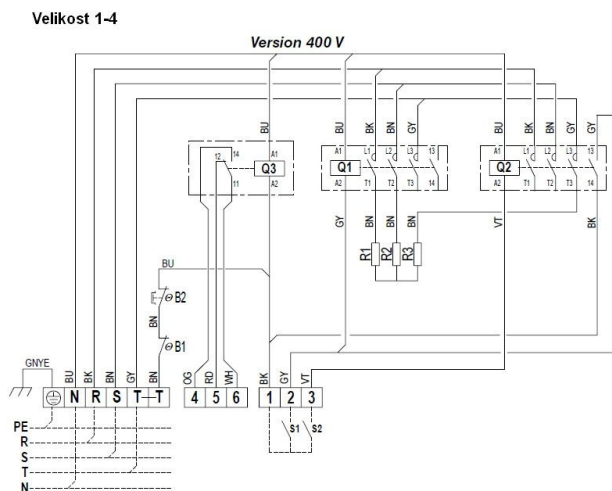 Velikost 1-4
Version 400 V
BU BU BK BN GY BU BK BN GY
A1 L1 L2 L3 13 A1 L1 L2 L3 13
14 A1
12 Q3 Q1 Q2
11 A2
A2 T1 T2 T3 14 A2 T1 T2 T3 14
GY BN BN BN VT BK
R1 R2 R3
BU
B2
BN
B1
GNYE BU BK BN GY BN OG RD WH BK GY VT
N R S T T 4 5 6 1 2 3
PE
R
S
T
N
S1 S2